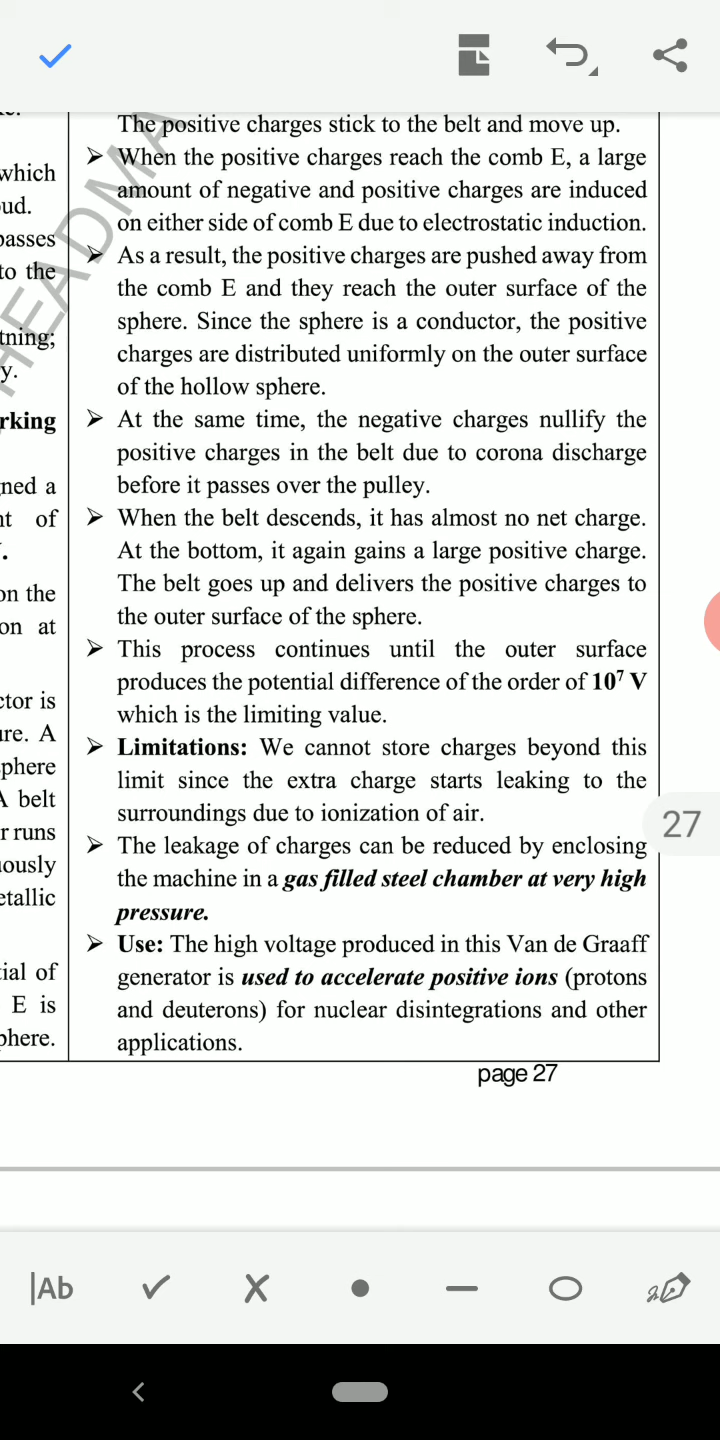 which
oud.
passes
to the
tning;
y.
rking
ned a
nt of
on the
on at
ctor is
ure. A
sphere
A belt
r runs
uously
etallic
tial of
E is
phere.
HEADMA
The positive charges stick to the belt and move up.
➢ When the positive charges reach the comb E, a large
amount of negative and positive charges are induced
on either side of comb E due to electrostatic induction.
➢ As a result, the positive charges are pushed away from
the comb E and they reach the outer surface of the
sphere. Since the sphere is a conductor, the positive
charges are distributed uniformly on the outer surface
of the hollow sphere.
➢ At the same time, the negative charges nullify the
positive charges in the belt due to corona discharge
before it passes over the pulley.
➢ When the belt descends, it has almost no net charge.
At the bottom, it again gains a large positive charge.
The belt goes up and delivers the positive charges to
the outer surface of the sphere.
➢ This process continues until the outer surface
produces the potential difference of the order of 10⁷ V
which is the limiting value.
➢ Limitations: We cannot store charges beyond this
limit since the extra charge starts leaking to the
surroundings due to ionization of air.
➢ The leakage of charges can be reduced by enclosing
the machine in a gas filled steel chamber at very high
pressure.
➢ Use: The high voltage produced in this Van de Graaff
generator is used to accelerate positive ions (protons
and deuterons) for nuclear disintegrations and other
applications.
27
page 27
Ab